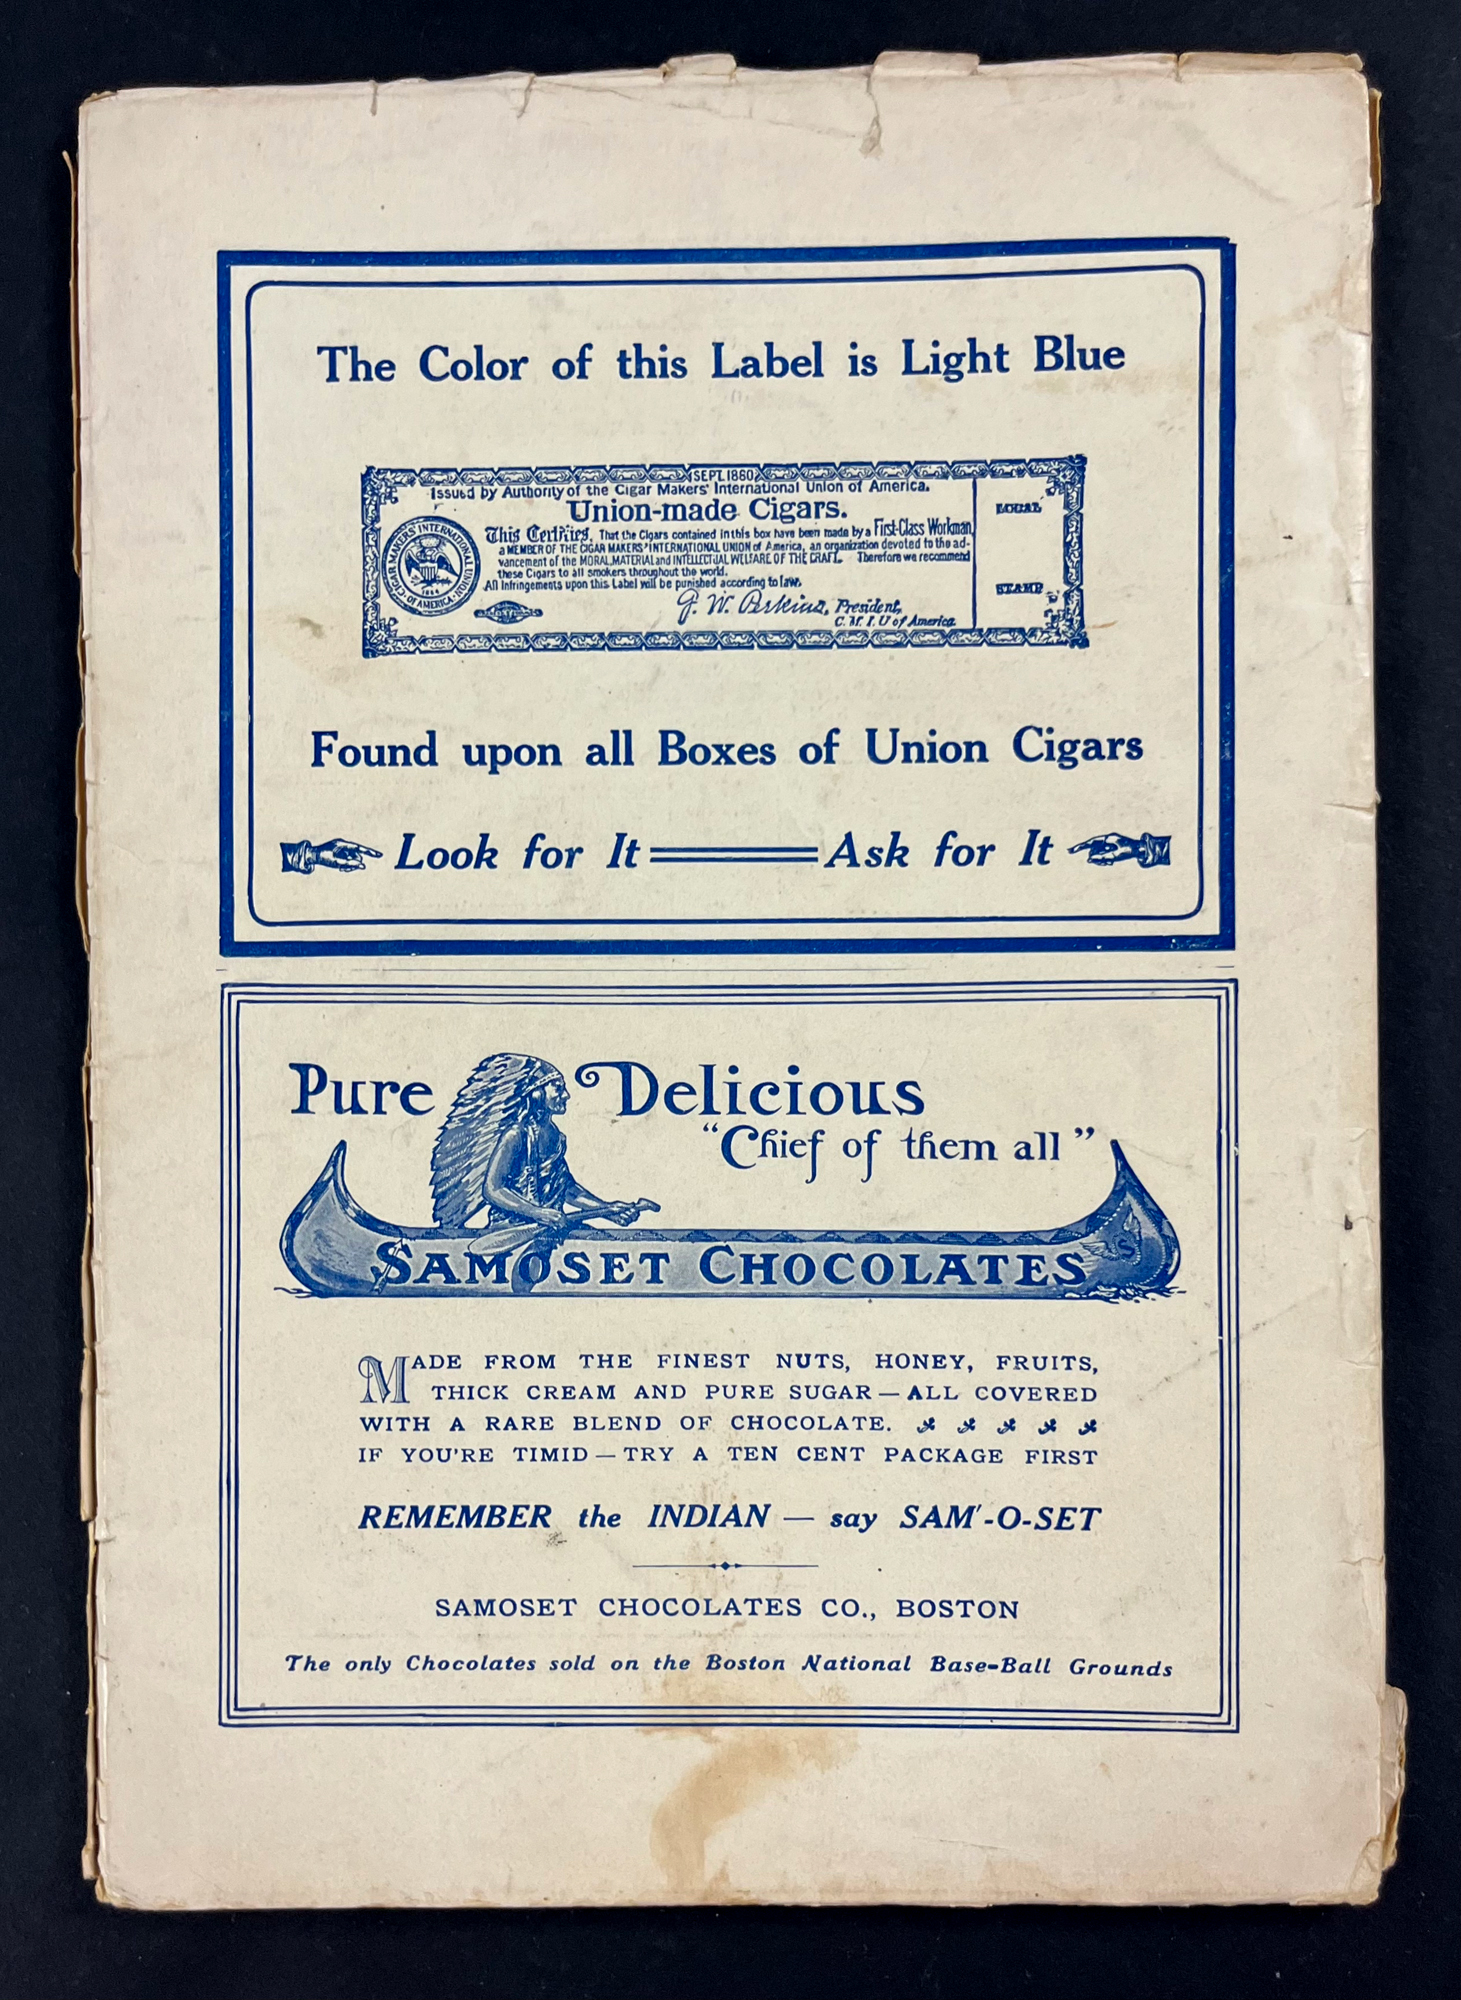 The Color of this Label is Light Blue
SEPT. 1880
Issued by Authority of the Cigar Makers' International Union of America.
Union-made Cigars.
This Certifies, That the Cigars contained in this box have been made by a First-Class Workman,
a MEMBER OF THE CIGAR MAKERS' INTERNATIONAL UNION of America, an organization devoted to the ad-
vancement of the MORAL, MATERIAL and INTELLECTUAL WELFARE OF THE CRAFT. Therefore we recommend
these Cigars to all smokers throughout the world.
All Infringements upon this Label will be punished according to law.
G. W. Perkins, President,
C. M. I. U of America
CIGAR MAKERS' INTERNATIONAL UNION
OF AMERICA
1864
LOCAL
STAMP
Found upon all Boxes of Union Cigars
Look for It Ask for It
Pure Delicious
"Chief of them all"
SAMOSET CHOCOLATES
S
MADE FROM THE FINEST NUTS, HONEY, FRUITS,
THICK CREAM AND PURE SUGAR — ALL COVERED
WITH A RARE BLEND OF CHOCOLATE.
IF YOU'RE TIMID — TRY A TEN CENT PACKAGE FIRST
REMEMBER the INDIAN — say SAM'-O-SET
SAMOSET CHOCOLATES CO., BOSTON
The only Chocolates sold on the Boston National Base-Ball Grounds